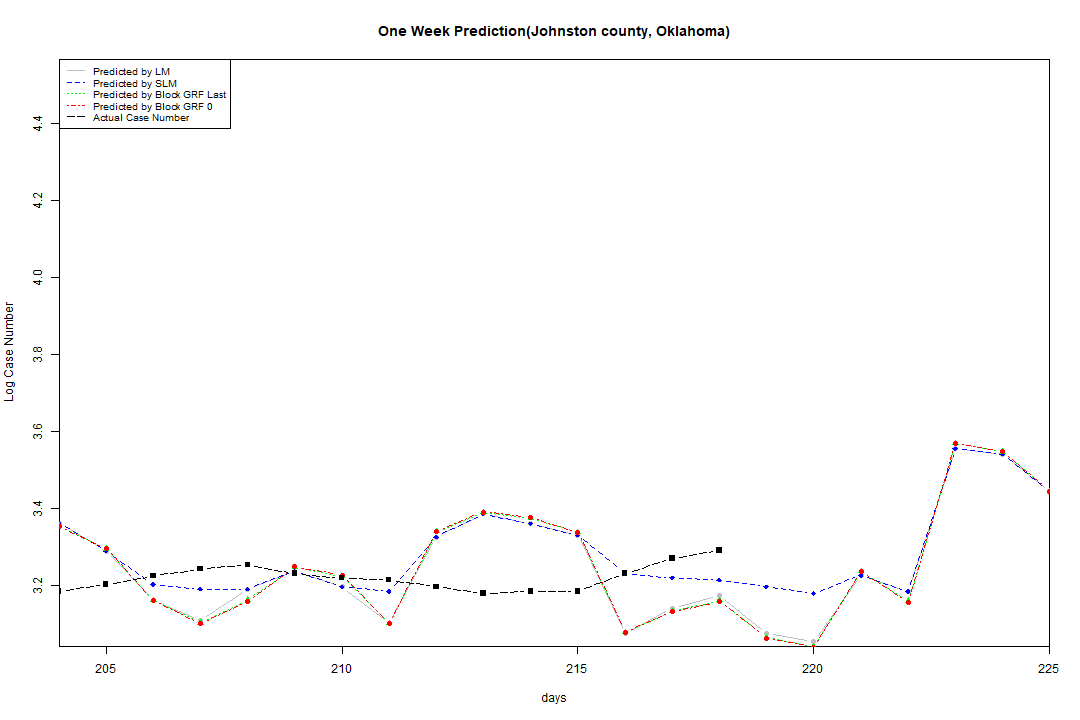 One Week Prediction(Johnston county, Oklahoma)
Predicted by LM
Predicted by SLM
Predicted by Block GRF Last
Predicted by Block GRF 0
Actual Case Number
4.4
4.2
4.0
3.8
3.6
3.4
3.2
Log Case Number
205 210 215 220 225
days